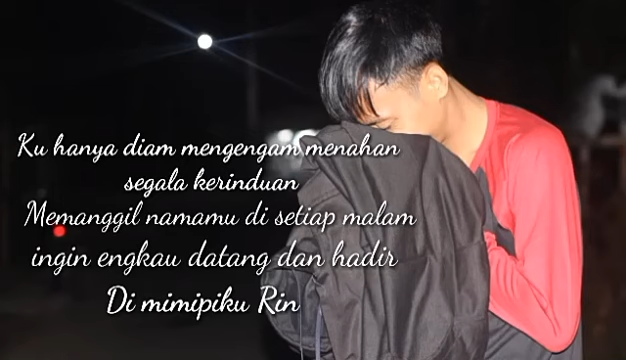 Ku hanya diam mengengam menahan
segala kerinduan
Memanggil namamu di setiap malam
ingin engkau datang dan hadir
Di mimipiku Rin